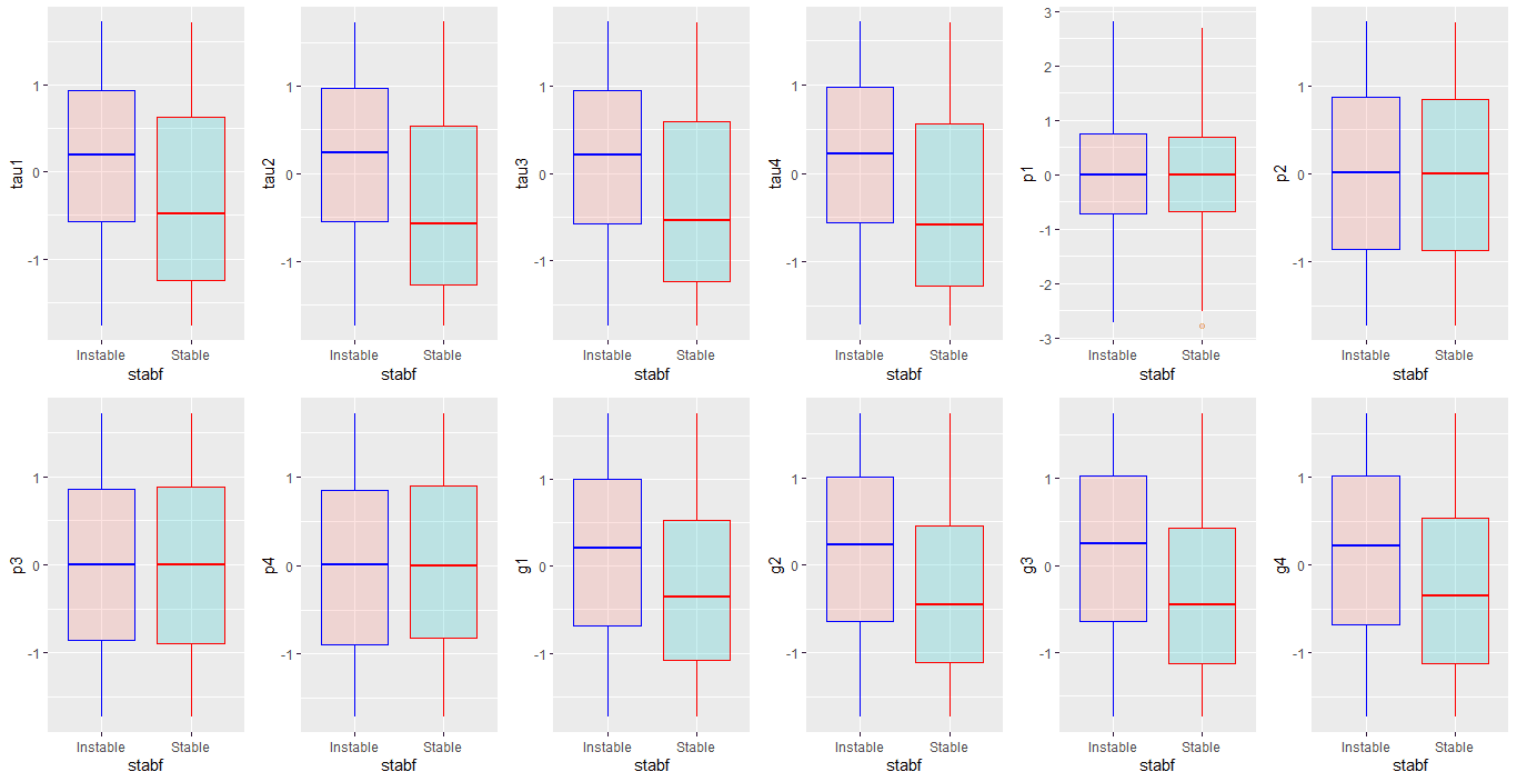 tau1
1
0
-1
Instable Stable
stabf
tau2
1
0
-1
Instable Stable
stabf
tau3
1
0
-1
Instable Stable
stabf
tau4
1
0
-1
Instable Stable
stabf
p1
3
2
1
0
-1
-2
-3
Instable Stable
stabf
p2
1
0
-1
Instable Stable
stabf
p3
1
0
-1
Instable Stable
stabf
p4
1
0
-1
Instable Stable
stabf
g1
1
0
-1
Instable Stable
stabf
g2
1
0
-1
Instable Stable
stabf
g3
1
0
-1
Instable Stable
stabf
g4
1
0
-1
Instable Stable
stabf